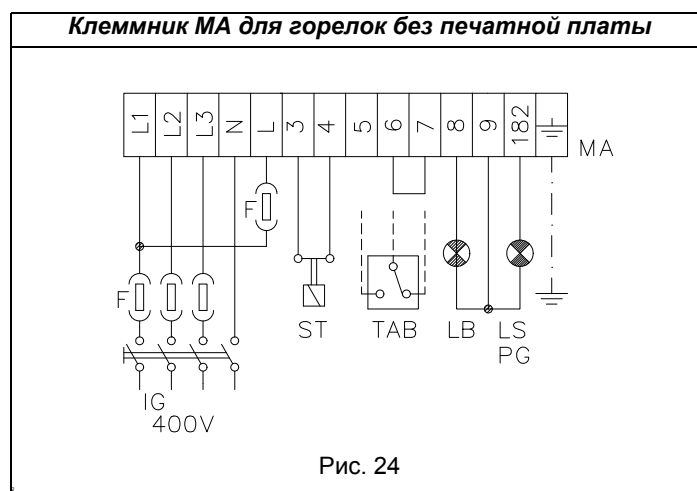 Клеммник МА для горелок без печатной платы
L1 L2 L3 N L 3 4 5 6 7 8 9 182
MA
F
F
ST TAB LB LS
PG
IG
400V
Рис. 24